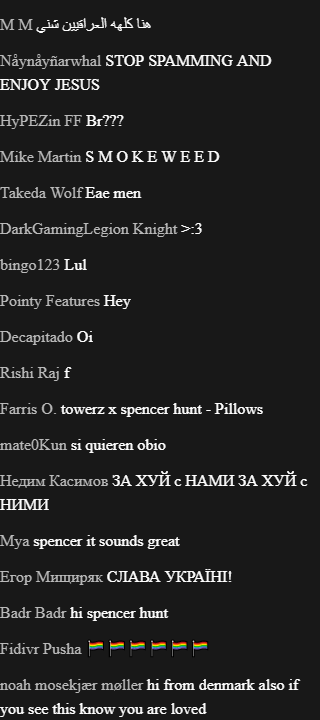 M M هنا كلهه العراقيين شني
Nåynåyñarwhal STOP SPAMMING AND
ENJOY JESUS
HyPEZin FF Br???
Mike Martin S M O K E W E E D
Takeda Wolf Eae men
DarkGamingLegion Knight >:3
bingo123 Lul
Pointy Features Hey
Decapitado Oi
Rishi Raj f
Farris O. towerz x spencer hunt - Pillows
mate0Kun si quieren obio
Недим Касимов ЗА ХУЙ с НАМИ ЗА ХУЙ с
НИМИ
Mya spencer it sounds great
Егор Мищиряк СЛАВА УКРАЇНІ!
Badr Badr hi spencer hunt
Fidivr Pusha 🏳️‍🌈🏳️‍🌈🏳️‍🌈🏳️‍🌈🏳️‍🌈🏳️‍🌈
noah mosekjær møller hi from denmark also if
you see this know you are loved